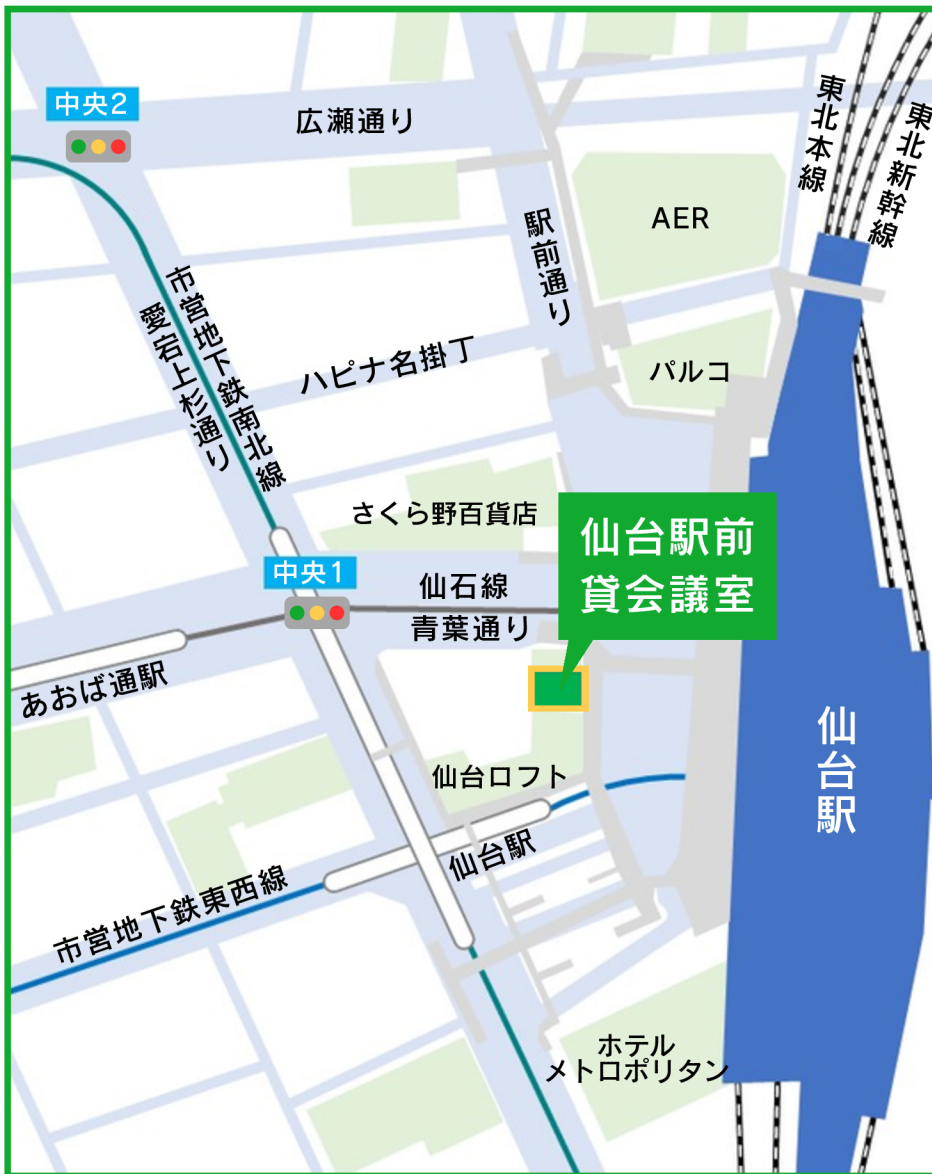 中央2
広瀬通り
東北本線
東北新幹線
AER
駅前通り
市営地下鉄南北線
愛宕上杉通り
ハピナ名掛丁
パルコ
さくら野百貨店
仙台駅前
貸会議室
中央1
仙石線
青葉通り
あおば通駅
仙台駅
仙台ロフト
仙台駅
市営地下鉄東西線
ホテル
メトロポリタン